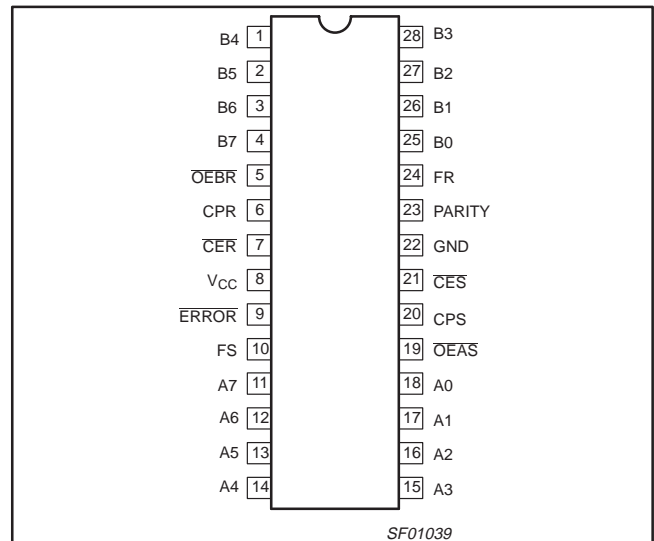 B4 1 28 B3
B5 2 27 B2
B6 3 26 B1
B7 4 25 B0
OEBR 5 24 FR
CPR 6 23 PARITY
CER 7 22 GND
VCC 8 21 CES
ERROR 9 20 CPS
FS 10 19 OEAS
A7 11 18 A0
A6 12 17 A1
A5 13 16 A2
A4 14 15 A3
SF01039